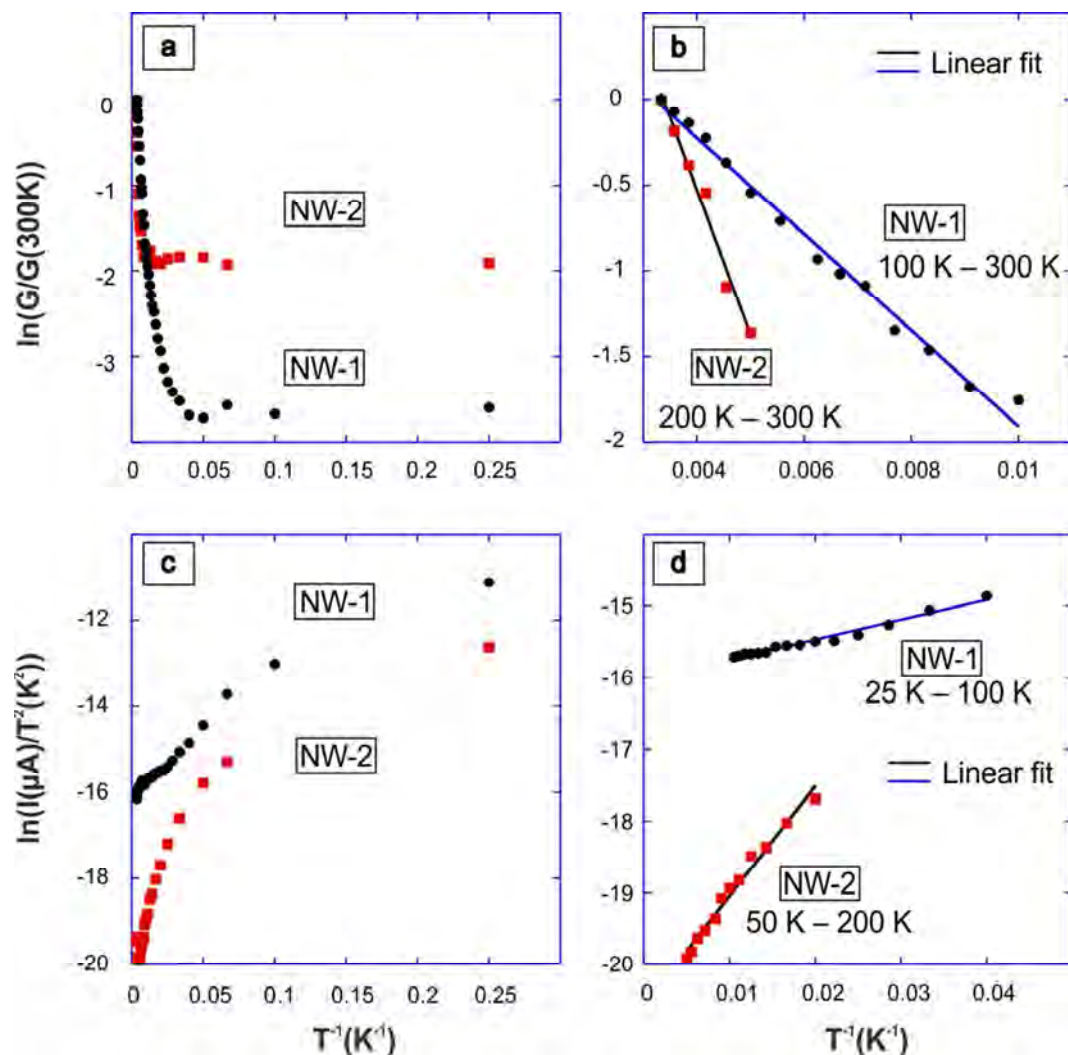 a
0
-1
-2
-3
NW-2
NW-1
0
0.05
0.1
0.15
0.2
0.25
ln(G/G(300K))
b
Linear fit
0
-0.5
-1
-1.5
-2
NW-1
100 K – 300 K
NW-2
200 K – 300 K
0.004
0.006
0.008
0.01
c
-12
-14
-16
-18
-20
NW-1
NW-2
0
0.05
0.1
0.15
0.2
0.25
ln(I(μA)/T²(K²))
T⁻¹(K⁻¹)
d
-15
-16
-17
-18
-19
-20
NW-1
25 K – 100 K
Linear fit
NW-2
50 K – 200 K
0
0.01
0.02
0.03
0.04
T⁻¹(K⁻¹)